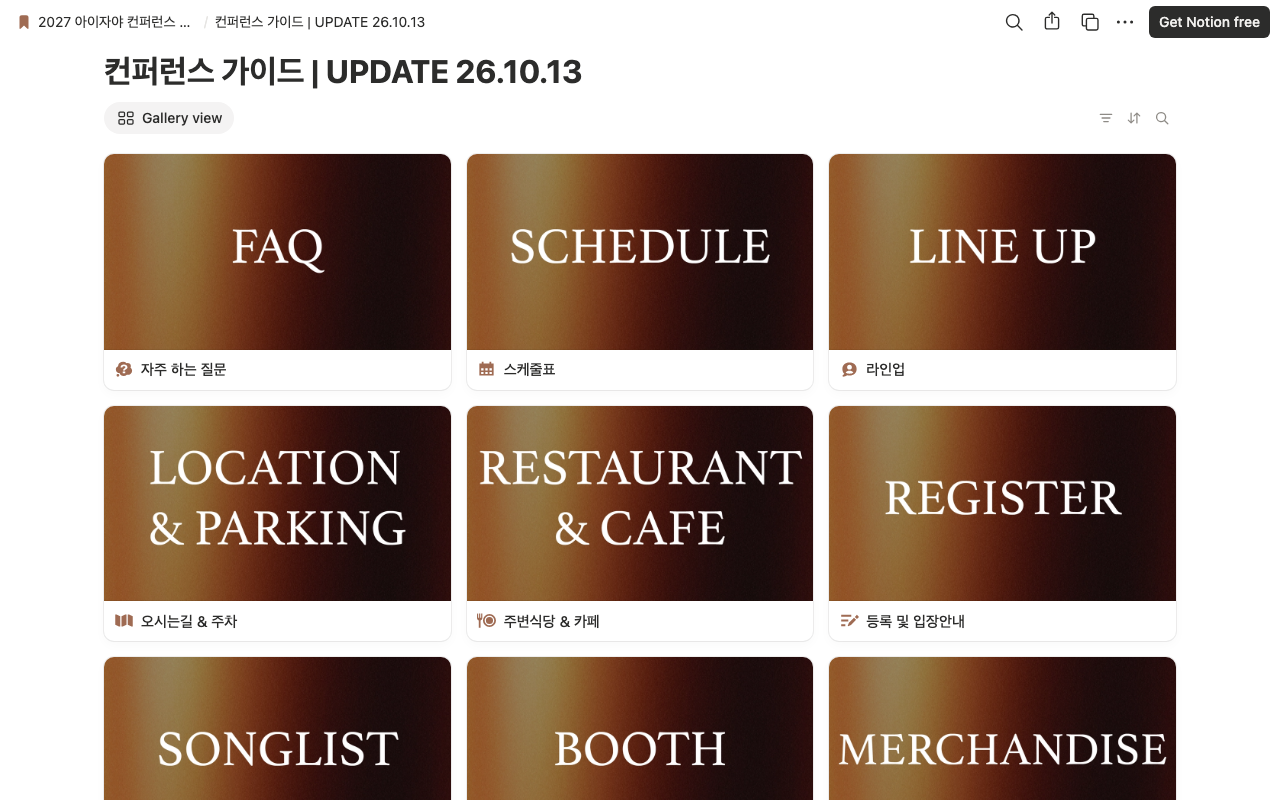 2027 아이자야 컨퍼런스 ... / 컨퍼런스 가이드 | UPDATE 26.10.13
Get Notion free
컨퍼런스 가이드 | UPDATE 26.10.13
Gallery view
FAQ
자주 하는 질문
SCHEDULE
스케줄표
LINE UP
라인업
LOCATION
& PARKING
오시는길 & 주차
RESTAURANT
& CAFE
주변식당 & 카페
REGISTER
등록 및 입장안내
SONGLIST
BOOTH
MERCHANDISE